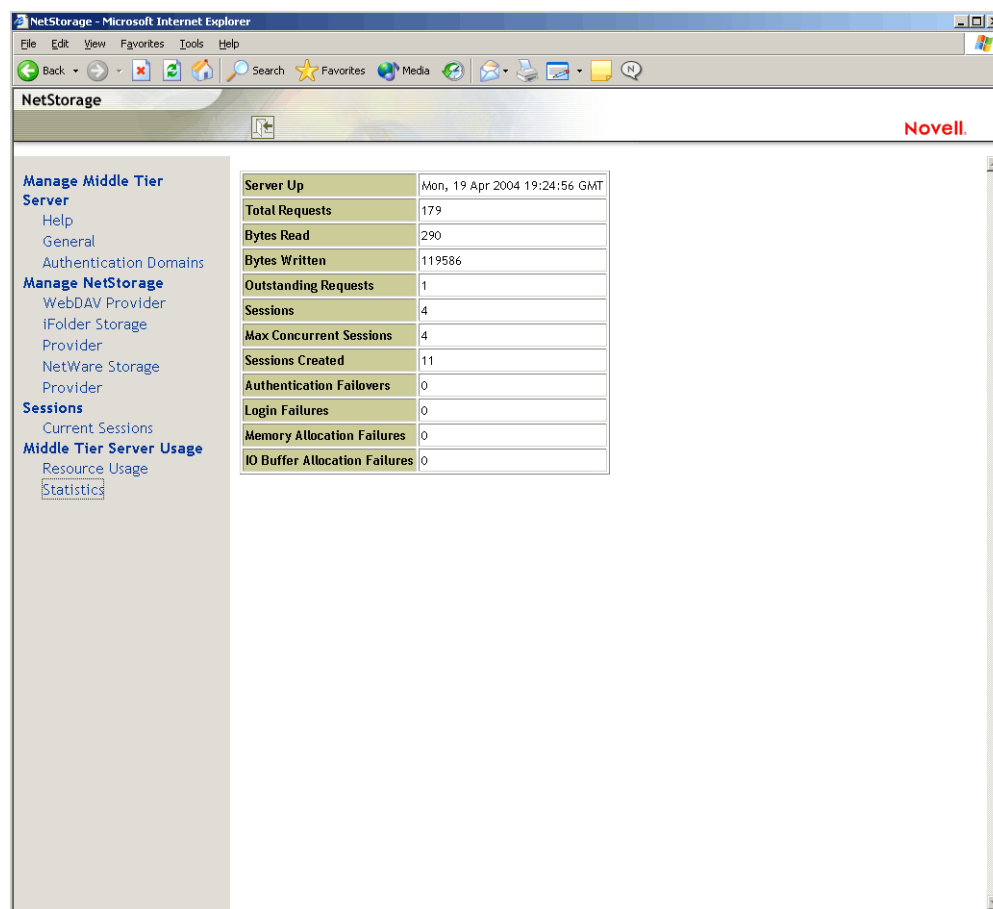 NetStorage - Microsoft Internet Explorer
File Edit View Favorites Tools Help
Back Search Favorites Media
NetStorage
Novell.
Manage Middle Tier
Server
Help
General
Authentication Domains
Manage NetStorage
WebDAV Provider
iFolder Storage
Provider
NetWare Storage
Provider
Sessions
Current Sessions
Middle Tier Server Usage
Resource Usage
Statistics
Server Up Mon, 19 Apr 2004 19:24:56 GMT
Total Requests 179
Bytes Read 290
Bytes Written 119586
Outstanding Requests 1
Sessions 4
Max Concurrent Sessions 4
Sessions Created 11
Authentication Failovers 0
Login Failures 0
Memory Allocation Failures 0
IO Buffer Allocation Failures 0